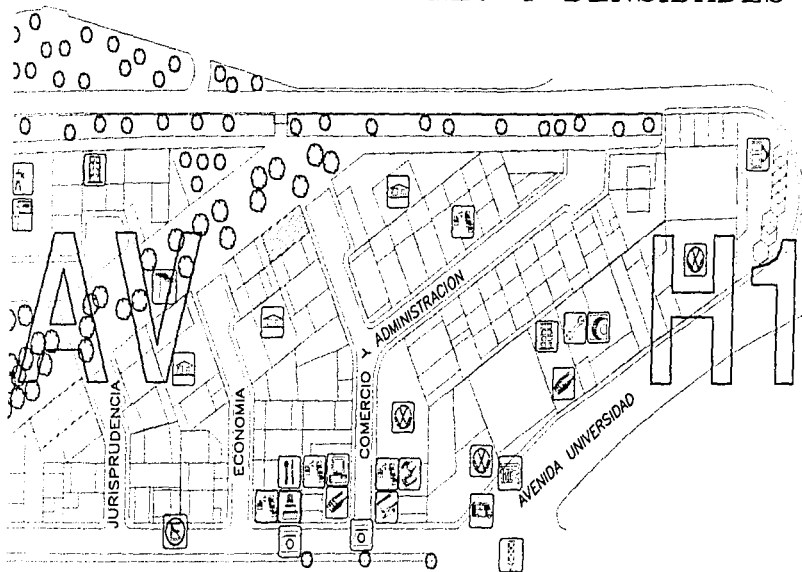 Y DENSIDADES
AV
H1
JURISPRUDENCIA
ECONOMIA
COMERCIO Y ADMINISTRACION
AVENIDA UNIVERSIDAD